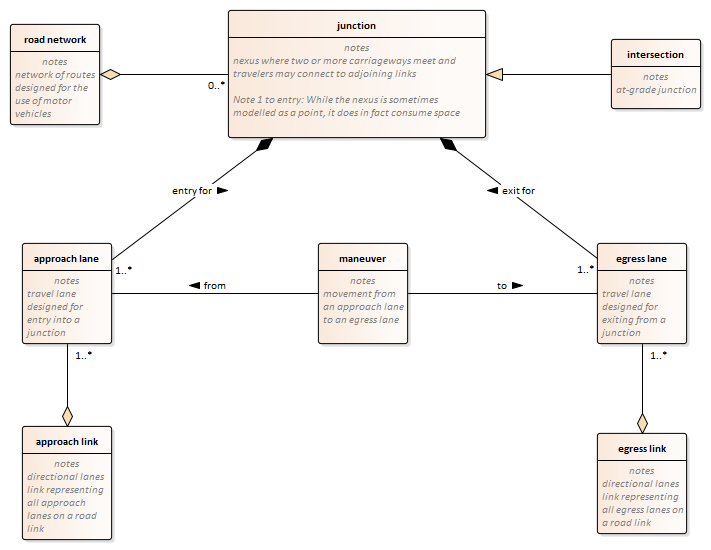 road network
notes
network of routes
designed for the
use of motor
vehicles
junction
notes
nexus where two or more carriageways meet and
travelers may connect to adjoining links
Note 1 to entry: While the nexus is sometimes
modelled as a point, it does in fact consume space
intersection
notes
at-grade junction
0..*
entry for
exit for
approach lane
notes
travel lane
designed for
entry into a
junction
1..*
from
maneuver
notes
movement from
an approach lane
to an egress lane
to
1..*
egress lane
notes
travel lane
designed for
exiting from a
junction
1..*
1..*
approach link
notes
directional lanes
link representing
all approach
lanes on a road
link
egress link
notes
directional lanes
link representing
all egress lanes on
a road link